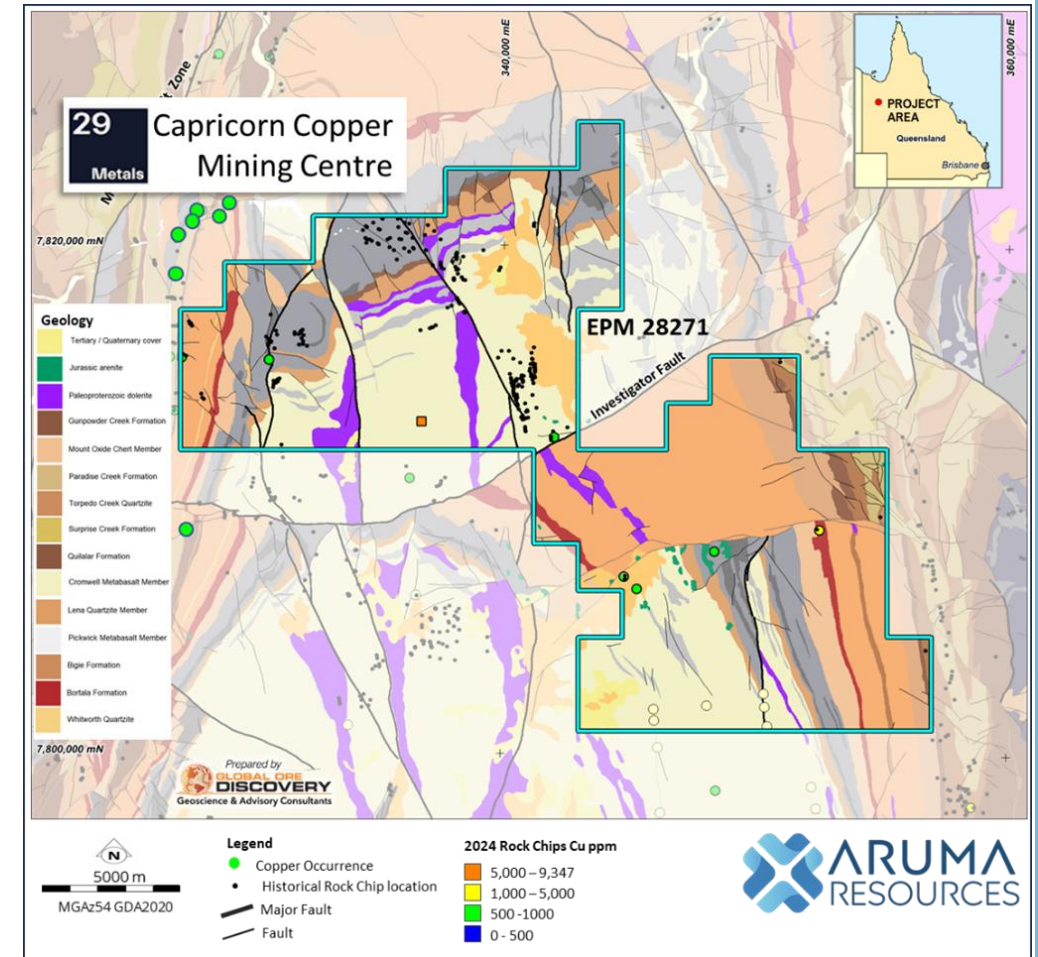 340,000 mE
360,000 mE
t Zone
M
29
Metals
Capricorn Copper
Mining Centre
PROJECT
AREA
Queensland
Brisbane
7,820,000 mN
EPM 28271
Investigator Fault
Geology
Tertiary / Quaternary cover
Jurassic arenite
Paleoproterozoic dolerite
Gunpowder Creek Formation
Mount Oxide Chert Member
Paradise Creek Formation
Torpedo Creek Quartzite
Surprise Creek Formation
Quilalar Formation
Cromwell Metabasalt Member
Lena Quartzite Member
Pickwick Metabasalt Member
Bigie Formation
Bortala Formation
Whitworth Quartzite
7,800,000 mN
Prepared by
GLOBAL ORE
DISCOVERY
Geoscience & Advisory Consultants
N
5000 m
MGAz54 GDA2020
Legend
Copper Occurrence
Historical Rock Chip location
Major Fault
Fault
2024 Rock Chips Cu ppm
5,000 – 9,347
1,000 – 5,000
500 -1000
0 - 500
ARUMA
RESOURCES